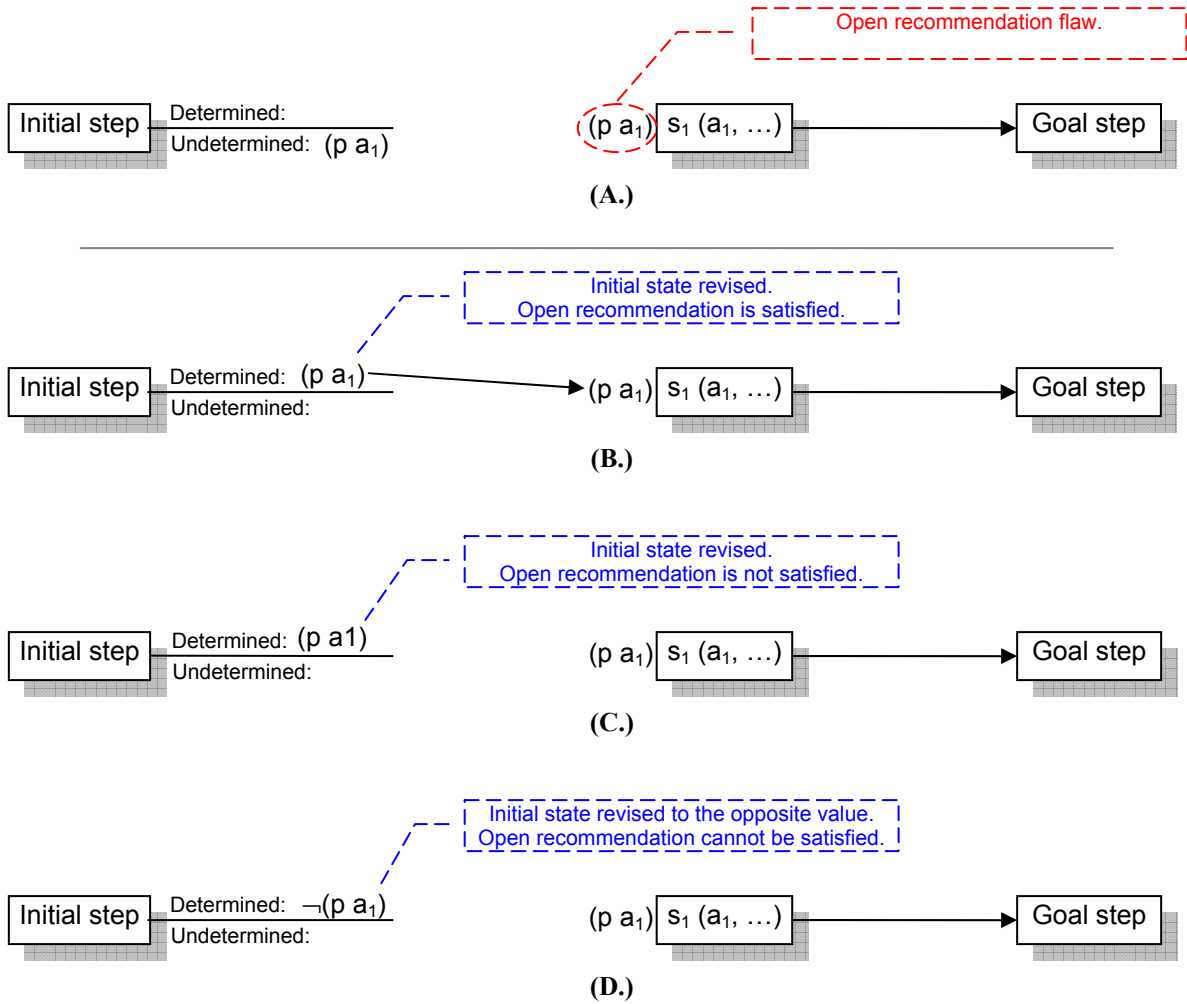 Open recommendation flaw.
Initial step
Determined:
Undetermined: (p a₁)
(p a₁)
s₁ (a₁, …)
Goal step
(A.)
Initial state revised.
Open recommendation is satisfied.
Initial step
Determined: (p a₁)
Undetermined:
(p a₁)
s₁ (a₁, …)
Goal step
(B.)
Initial state revised.
Open recommendation is not satisfied.
Initial step
Determined: (p a1)
Undetermined:
(p a₁)
s₁ (a₁, …)
Goal step
(C.)
Initial state revised to the opposite value.
Open recommendation cannot be satisfied.
Initial step
Determined: ¬(p a₁)
Undetermined:
(p a₁)
s₁ (a₁, …)
Goal step
(D.)